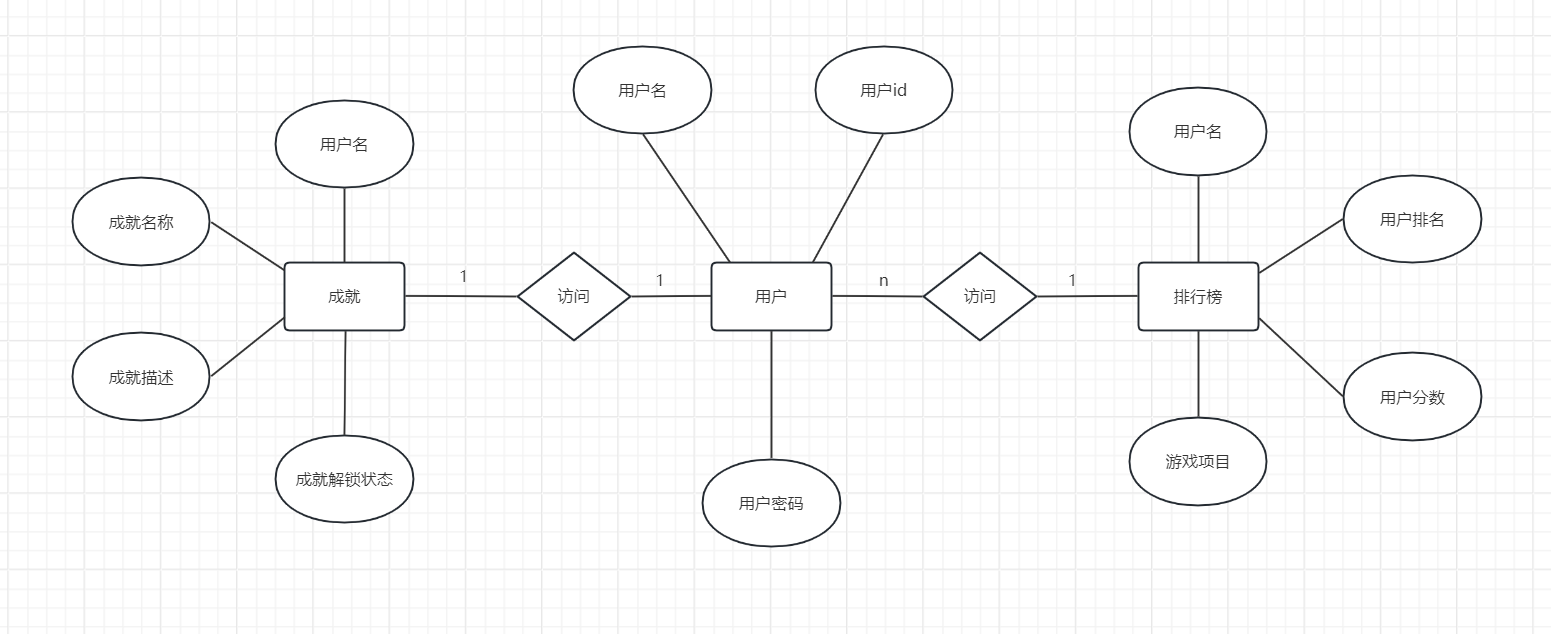 用户名
用户id
用户名
用户名
成就名称
用户排名
1
1
n
1
成就
访问
用户
访问
排行榜
成就描述
用户分数
游戏项目
成就解锁状态
用户密码